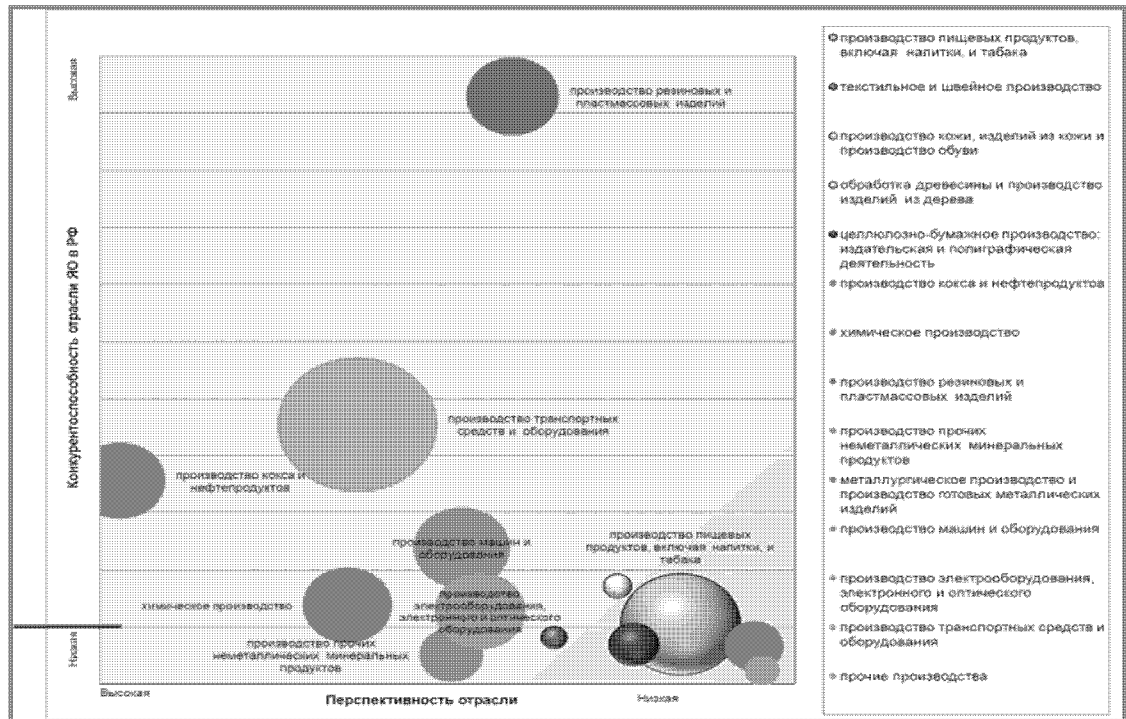 Высокая
производство резиновых и
пластмассовых изделий
Конкурентоспособность отрасли ЯО в РФ
производство транспортных
средств и оборудования
производство кокса и
нефтепродуктов
производство машин и
оборудования
производство пищевых
продуктов, включая напитки, и
табака
химическое производство
производство
электрооборудования,
электронного и оптического
оборудования
производство прочих
неметаллических минеральных
продуктов
Низкая
Высокая
Перспективность отрасли
Низкая
производство пищевых продуктов,
включая напитки, и табака
текстильное и швейное производство
производство кожи, изделий из кожи и
производство обуви
обработка древесины и производство
изделий из дерева
целлюлозно-бумажное производство:
издательская и полиграфическая
деятельность
производство кокса и нефтепродуктов
химическое производство
производство резиновых и
пластмассовых изделий
производство прочих
неметаллических минеральных
продуктов
металлургическое производство и
производство готовых металлических
изделий
производство машин и оборудования
производство электрооборудования,
электронного и оптического
оборудования
производство транспортных средств и
оборудования
прочие производства